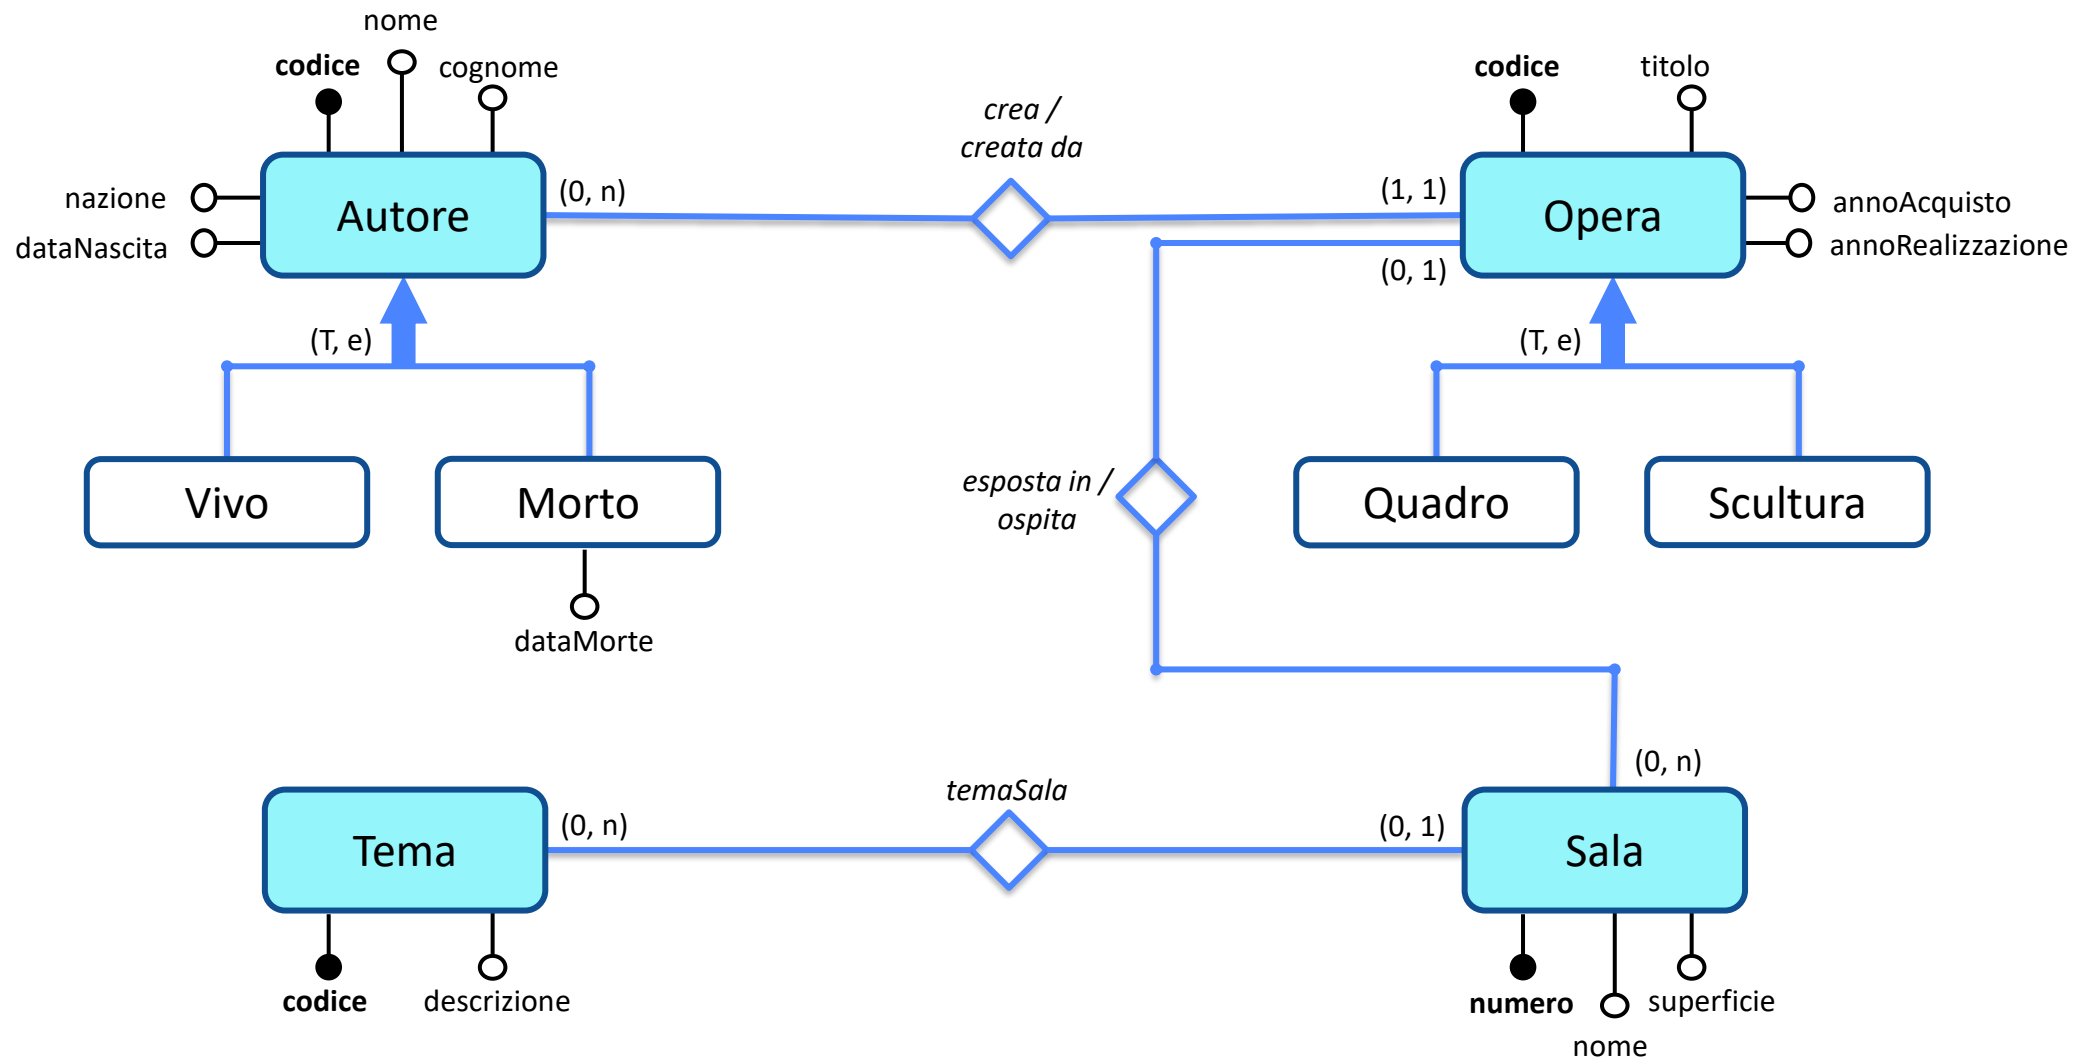 nome
codice
cognome
nazione
dataNascita
Autore
(0, n)
crea /
creata da
(1, 1)
(0, 1)
codice
titolo
Opera
annoAcquisto
annoRealizzazione
(T, e)
(T, e)
Vivo
Morto
dataMorte
esposta in /
ospita
Quadro
Scultura
(0, n)
Tema
(0, n)
temaSala
(0, 1)
Sala
codice
descrizione
numero
superficie
nome